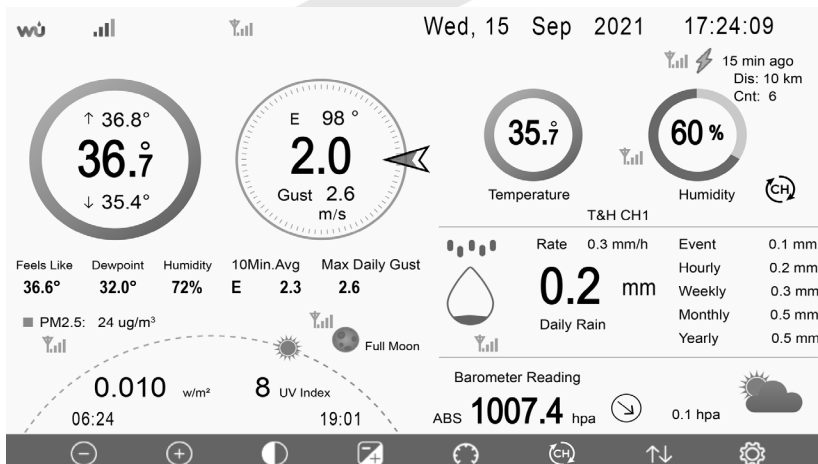 wu
Wed, 15 Sep 2021 17:24:09
15 min ago
Dis: 10 km
Cnt: 6
↑ 36.8°
36.7°
↓ 35.4°
E 98 °
2.0
Gust 2.6
m/s
35.7°
Temperature
60 %
Humidity
CH
T&H CH1
Feels Like Dewpoint Humidity 10Min.Avg Max Daily Gust
36.6° 32.0° 72% E 2.3 2.6
PM2.5: 24 ug/m³
Full Moon
0.010 w/m² 8 UV Index
06:24 19:01
Rate 0.3 mm/h
0.2 mm
Daily Rain
Event 0.1 mm
Hourly 0.2 mm
Weekly 0.3 mm
Monthly 0.5 mm
Yearly 0.5 mm
Barometer Reading
ABS 1007.4 hpa 0.1 hpa
CH